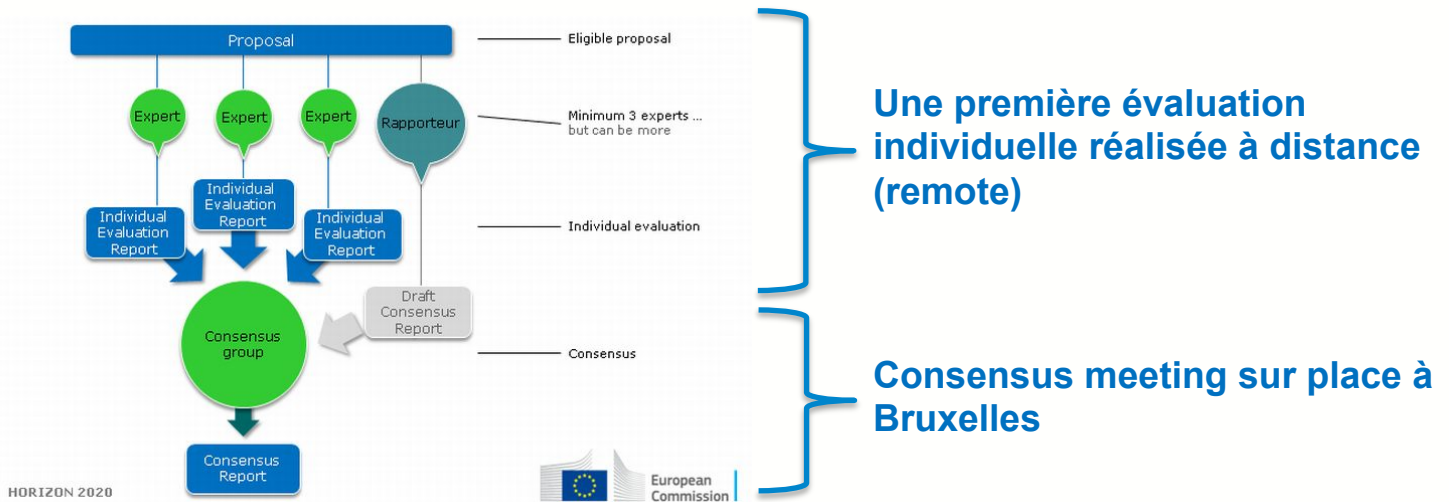 Proposal
Eligible proposal
Expert
Expert
Expert
Rapporteur
Minimum 3 experts ...
but can be more
Individual
Evaluation
Report
Individual
Evaluation
Report
Individual
Evaluation
Report
Individual evaluation
Draft
Consensus
Report
Consensus
group
Consensus
Consensus
Report
HORIZON 2020
European
Commission
Une première évaluation
individuelle réalisée à distance
(remote)
Consensus meeting sur place à
Bruxelles